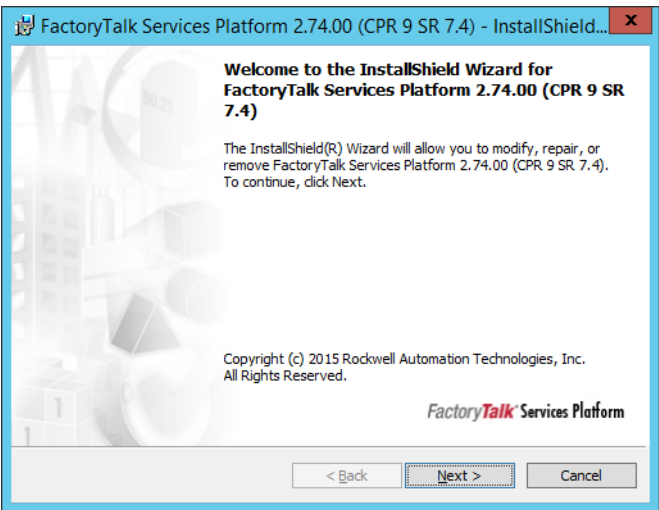 FactoryTalk Services Platform 2.74.00 (CPR 9 SR 7.4) - InstallShield...
x
Welcome to the InstallShield Wizard for
FactoryTalk Services Platform 2.74.00 (CPR 9 SR
7.4)
The InstallShield(R) Wizard will allow you to modify, repair, or
remove FactoryTalk Services Platform 2.74.00 (CPR 9 SR 7.4).
To continue, click Next.
Copyright (c) 2015 Rockwell Automation Technologies, Inc.
All Rights Reserved.
FactoryTalk Services Platform
< Back
Next >
Cancel